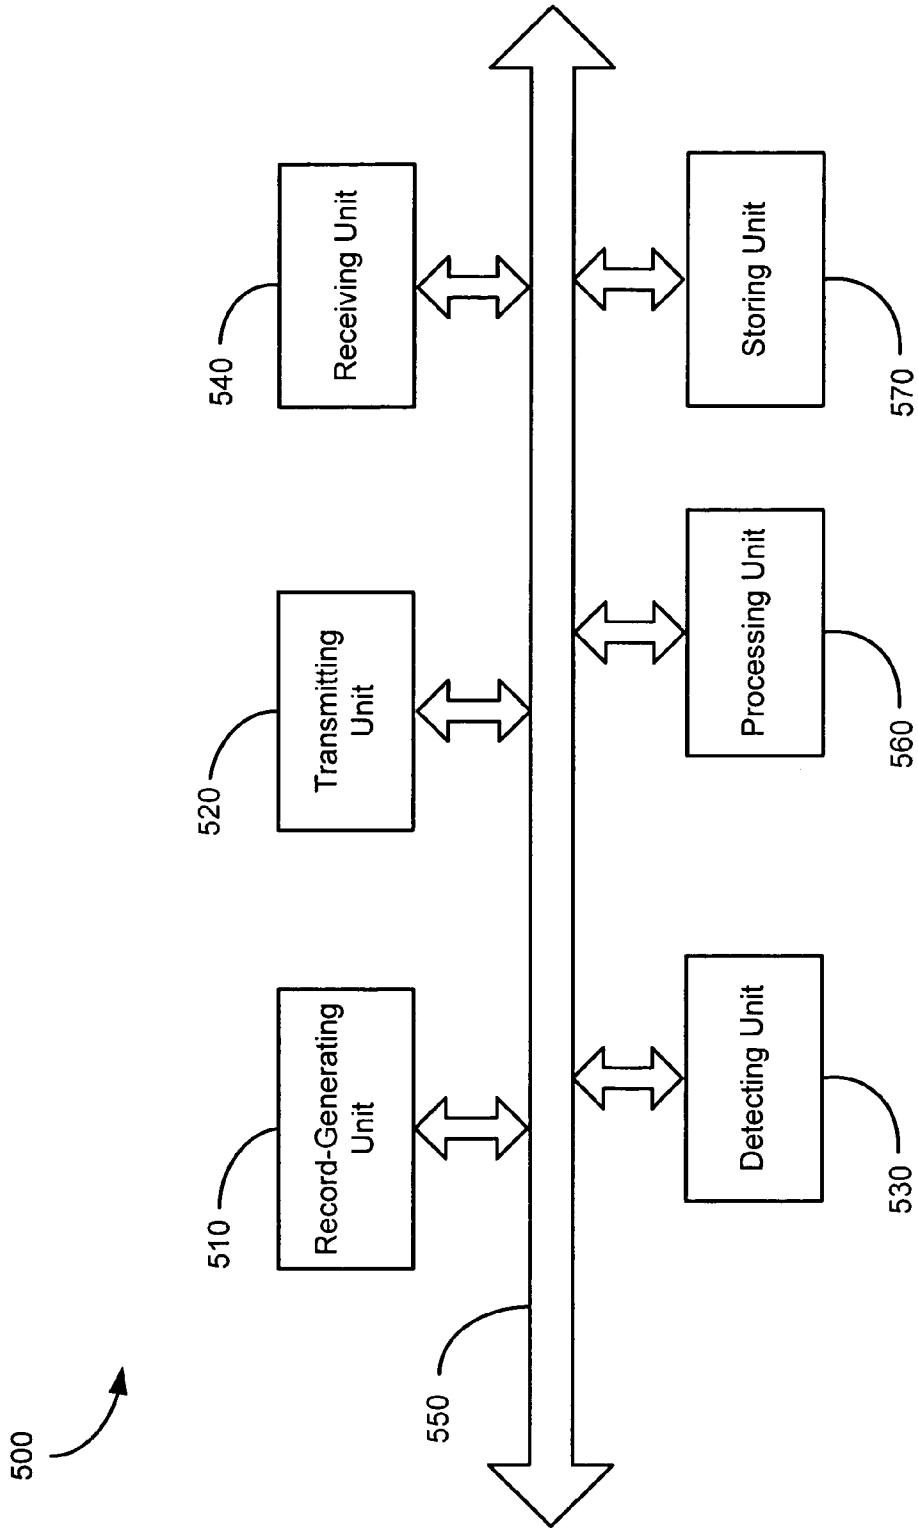 500
510
Record-Generating
Unit
520
Transmitting
Unit
540
Receiving Unit
550
Detecting Unit
530
Processing Unit
560
Storing Unit
570